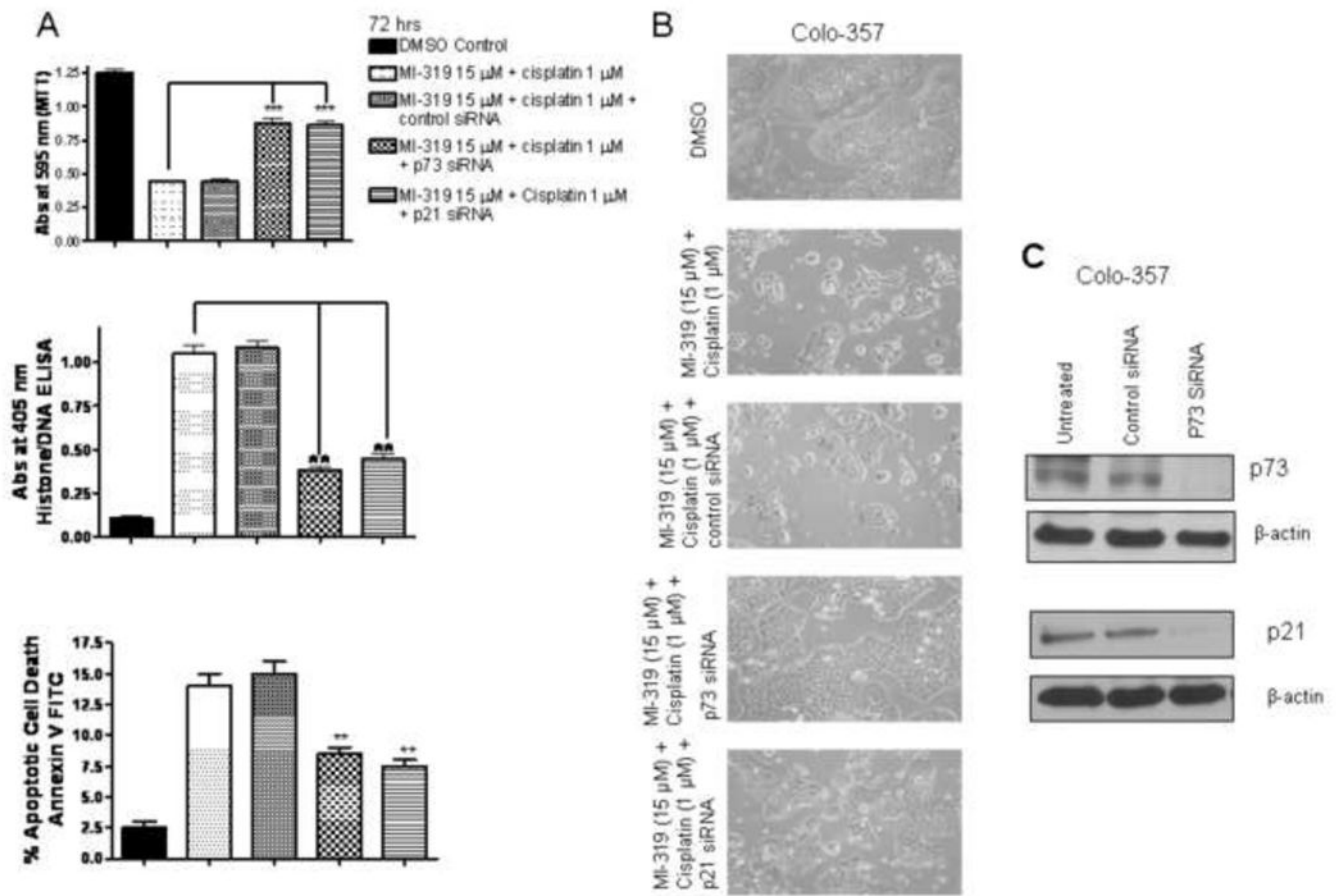 A
72 hrs
DMSO Control
MI-319 15 μM + cisplatin 1 μM
MI-319 15 μM + cisplatin 1 μM +
control siRNA
MI-319 15 μM + cisplatin 1 μM
+ p73 siRNA
MI-319 15 μM + Cisplatin 1 μM
+ p21 siRNA
Abs at 595 nm (MTT)
1.25
1.00
0.75
0.50
0.25
0.00
***
***
Abs at 405 nm
Histone/DNA ELISA
1.00
0.75
0.50
0.25
0.00
**
**
% Apoptotic Cell Death
Annexin V FITC
17.5
15.0
12.5
10.0
7.5
5.0
2.5
0.0
**
**
B
Colo-357
DMSO
MI-319 (15 μM) +
Cisplatin (1 μM)
MI-319 (15 μM) +
Cisplatin (1 μM) +
control siRNA
MI-319 (15 μM) +
Cisplatin (1 μM) +
p73 siRNA
MI-319 (15 μM) +
Cisplatin (1 μM) +
p21 siRNA
C
Colo-357
Untreated
Control siRNA
P73 SiRNA
p73
β-actin
p21
β-actin